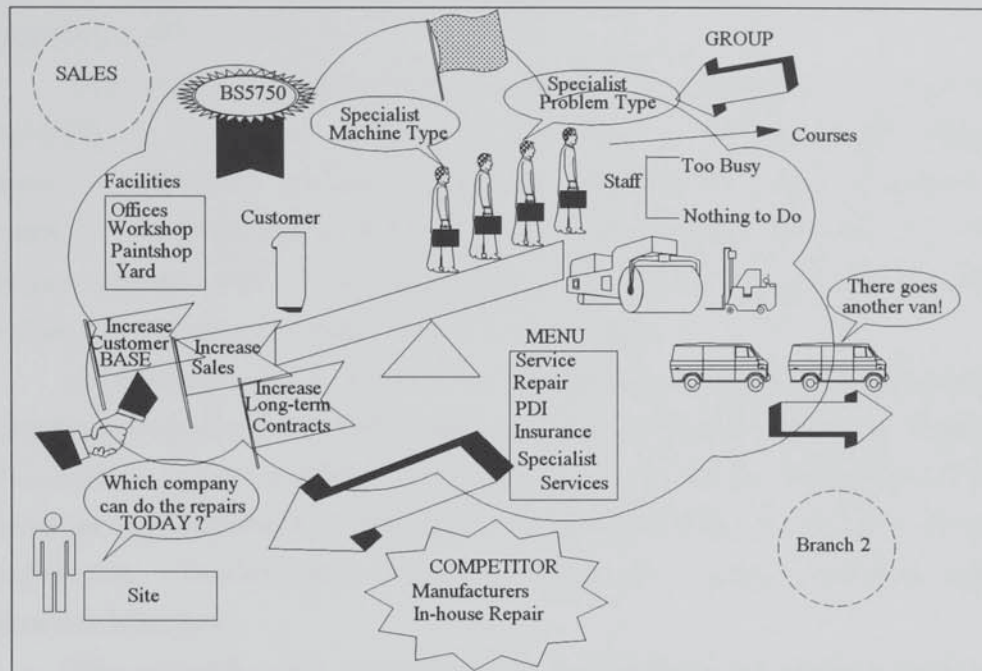 SALES
BS5750
GROUP
Specialist
Machine Type
Specialist
Problem Type
Courses
Staff
Too Busy
Nothing to Do
Facilities
Offices
Workshop
Paintshop
Yard
Customer
1
There goes
another van!
Increase
Customer
BASE
Increase
Sales
Increase
Long-term
Contracts
MENU
Service
Repair
PDI
Insurance
Specialist
Services
Which company
can do the repairs
TODAY ?
Site
COMPETITOR
Manufacturers
In-house Repair
Branch 2